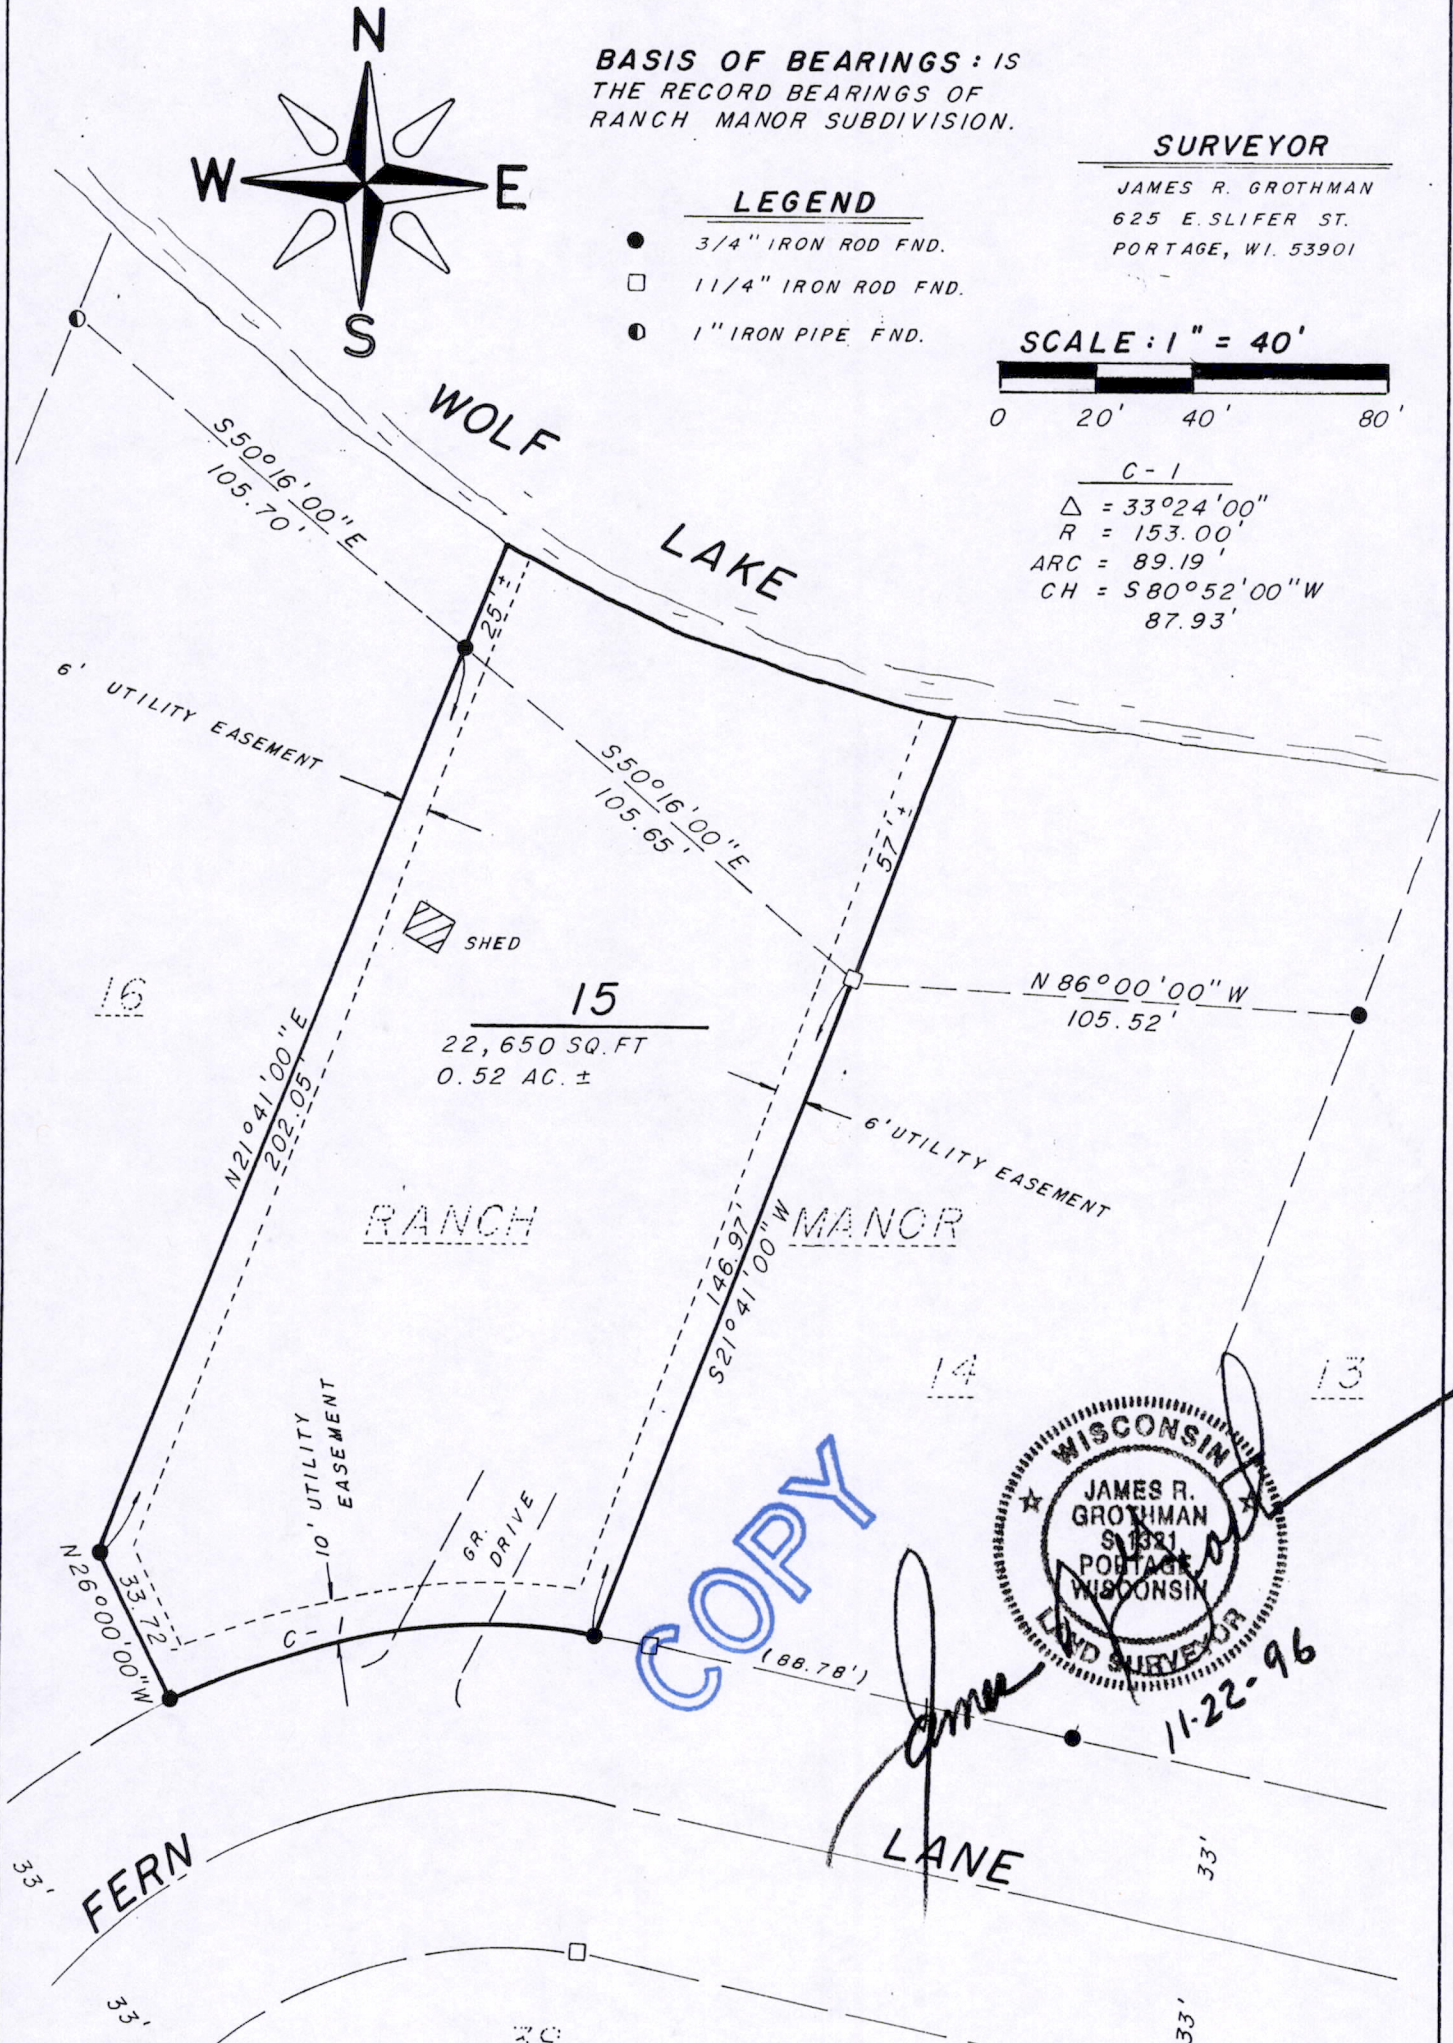 N
W
E
S
BASIS OF BEARINGS : IS
THE RECORD BEARINGS OF
RANCH MANOR SUBDIVISION.
SURVEYOR
JAMES R. GROTHMAN
625 E. SLIFER ST.
PORTAGE, WI. 53901
LEGEND
3/4" IRON ROD FND.
1 1/4" IRON ROD FND.
1" IRON PIPE FND.
SCALE : 1" = 40'
0 20' 40' 80'
C-1
Δ = 33°24'00"
R = 153.00'
ARC = 89.19'
CH = S80°52'00"W
87.93'
WOLF
LAKE
S50°16'00"E
105.70'
25'±
6' UTILITY EASEMENT
S50°16'00"E
105.65'
57'±
SHED
16
15
22,650 SQ.FT
0.52 AC. ±
N86°00'00"W
105.52'
N21°41'00"E
202.05'
6' UTILITY EASEMENT
RANCH
MANOR
146.97'
S21°41'00"W
14
13
10' UTILITY
EASEMENT
GR.
DRIVE
N26°00'00"W
33.72
C-
COPY
(88.78')
WISCONSIN
JAMES R.
GROTHMAN
S-1321
PORTAGE
WISCONSIN
LAND SURVEYOR
James
11-22-96
FERN
LANE
33'
33'
33'
33'